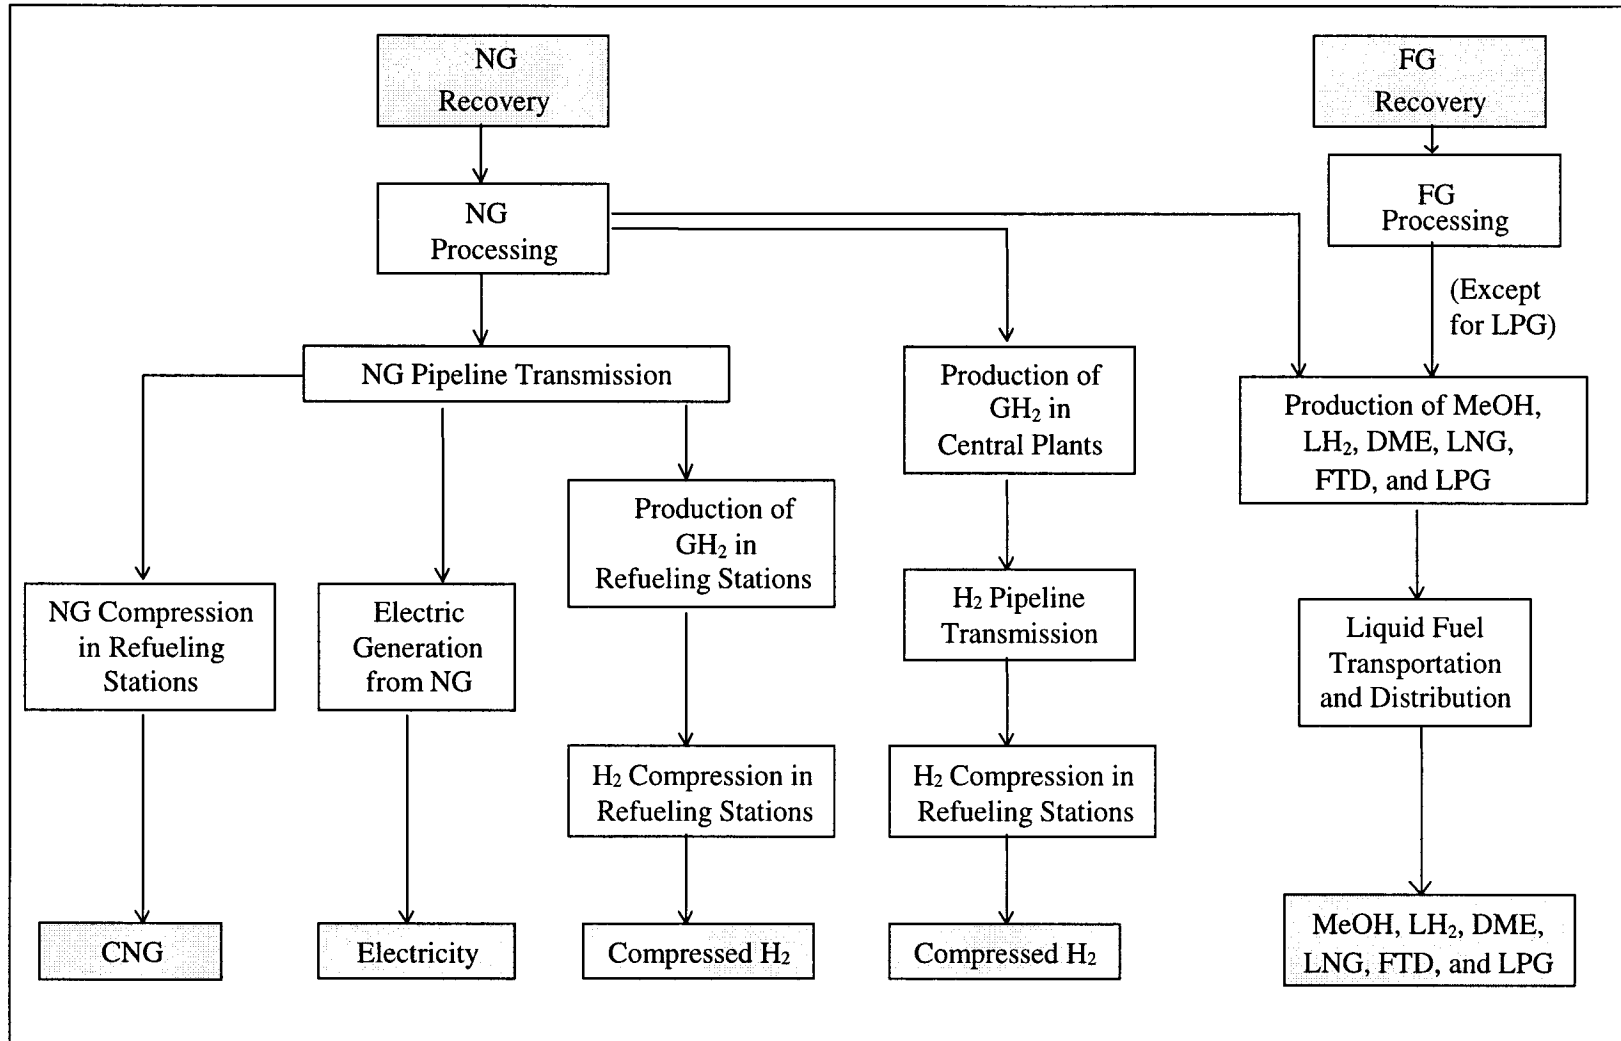 NG
Recovery
FG
Recovery
NG
Processing
FG
Processing
(Except
for LPG)
NG Pipeline Transmission
Production of
GH₂ in
Central Plants
Production of MeOH,
LH₂, DME, LNG,
FTD, and LPG
Production of
GH₂ in
Refueling Stations
NG Compression
in Refueling
Stations
Electric
Generation
from NG
H₂ Pipeline
Transmission
Liquid Fuel
Transportation
and Distribution
H₂ Compression in
Refueling Stations
H₂ Compression in
Refueling Stations
CNG
Electricity
Compressed H₂
Compressed H₂
MeOH, LH₂, DME,
LNG, FTD, and LPG